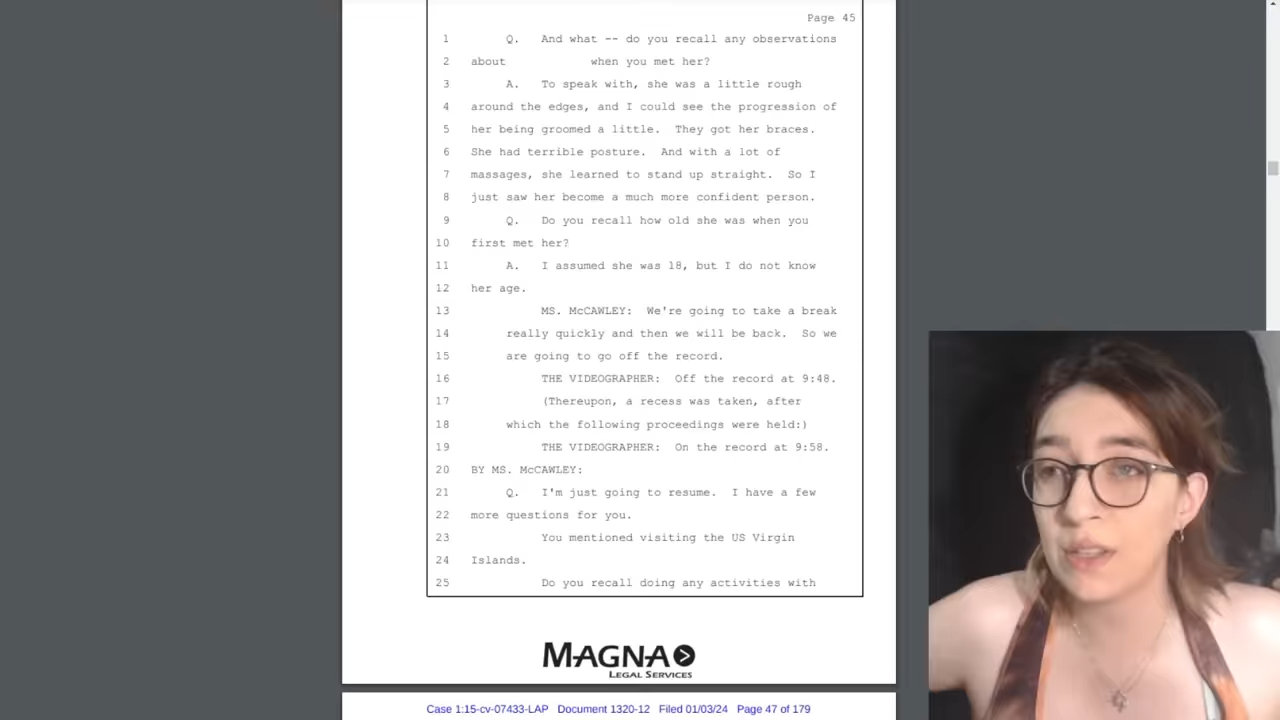 Page 45
1 Q. And what -- do you recall any observations
2 about when you met her?
3 A. To speak with, she was a little rough
4 around the edges, and I could see the progression of
5 her being groomed a little. They got her braces.
6 She had terrible posture. And with a lot of
7 massages, she learned to stand up straight. So I
8 just saw her become a much more confident person.
9 Q. Do you recall how old she was when you
10 first met her?
11 A. I assumed she was 18, but I do not know
12 her age.
13 MS. McCAWLEY: We're going to take a break
14 really quickly and then we will be back. So we
15 are going to go off the record.
16 THE VIDEOGRAPHER: Off the record at 9:48.
17 (Thereupon, a recess was taken, after
18 which the following proceedings were held:)
19 THE VIDEOGRAPHER: On the record at 9:58.
20 BY MS. McCAWLEY:
21 Q. I'm just going to resume. I have a few
22 more questions for you.
23 You mentioned visiting the US Virgin
24 Islands.
25 Do you recall doing any activities with
MAGNA
LEGAL SERVICES
Case 1:15-cv-07433-LAP Document 1320-12 Filed 01/03/24 Page 47 of 179